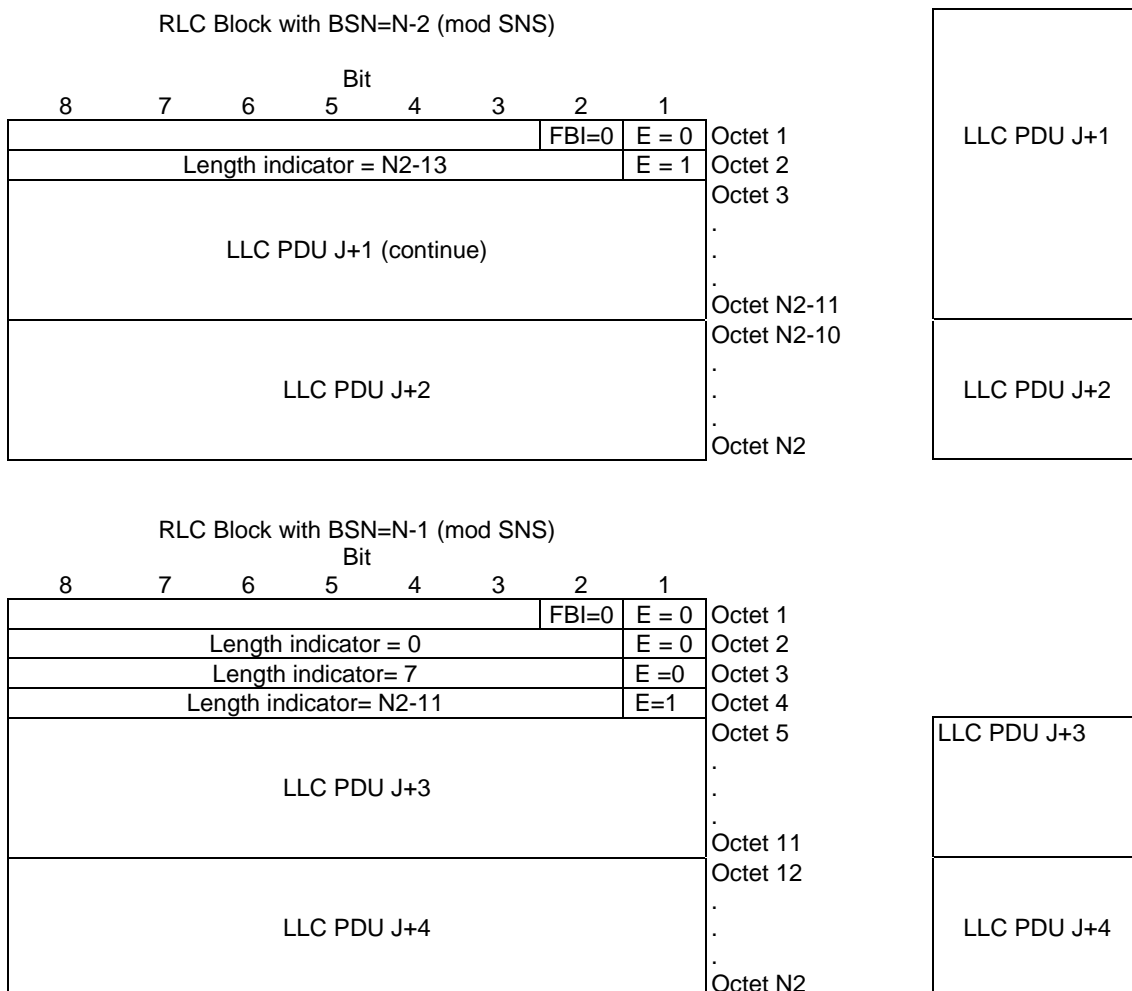 RLC Block with BSN=N-2 (mod SNS)
Bit
8 7 6 5 4 3 2 1
FBI=0 E = 0 Octet 1 LLC PDU J+1
Length indicator = N2-13 E = 1 Octet 2
Octet 3
.
LLC PDU J+1 (continue) .
.
Octet N2-11
Octet N2-10
.
LLC PDU J+2 . LLC PDU J+2
.
Octet N2
RLC Block with BSN=N-1 (mod SNS)
Bit
8 7 6 5 4 3 2 1
FBI=0 E = 0 Octet 1
Length indicator = 0 E = 0 Octet 2
Length indicator= 7 E =0 Octet 3
Length indicator= N2-11 E=1 Octet 4
Octet 5 LLC PDU J+3
.
LLC PDU J+3 .
.
Octet 11
Octet 12
.
LLC PDU J+4 . LLC PDU J+4
.
Octet N2